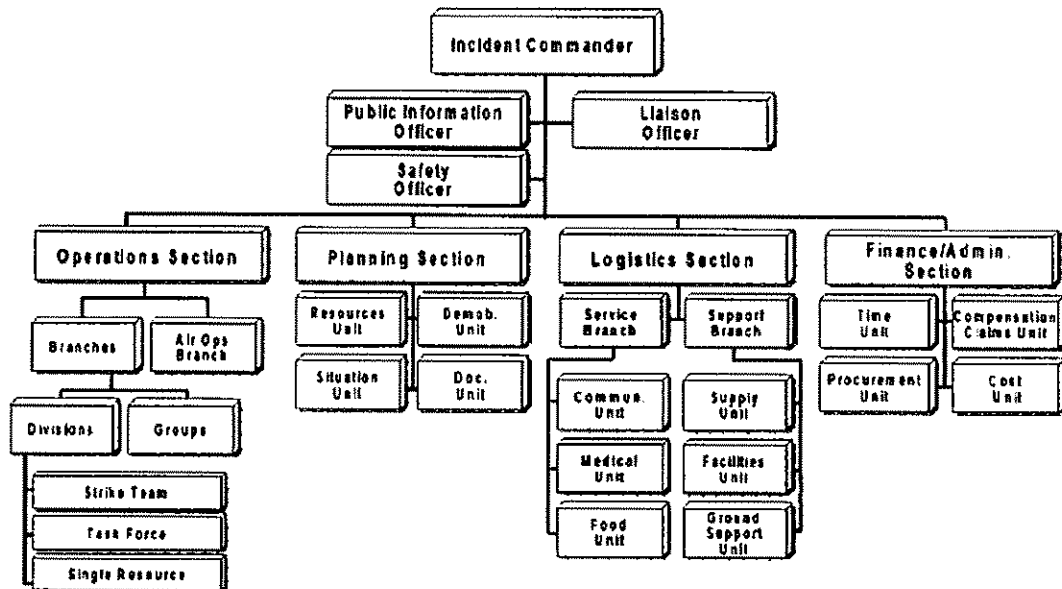 Incident Commander
Public Information
Officer
Liaison
Officer
Safety
Officer
Operations Section
Planning Section
Logistics Section
Finance/Admin.
Section
Branches
Air Ops
Branch
Resources
Unit
Demob.
Unit
Service
Branch
Support
Branch
Time
Unit
Compensation
Claims Unit
Situation
Unit
Doc.
Unit
Procurement
Unit
Cost
Unit
Divisions
Groups
Commun.
Unit
Supply
Unit
Strike Team
Medical
Unit
Facilities
Unit
Task Force
Food
Unit
Ground
Support
Unit
Single Resource